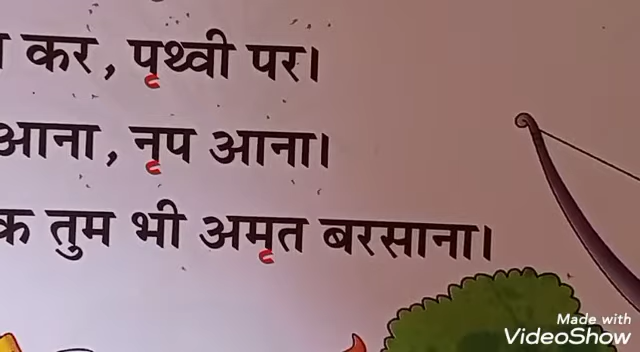 कर, पृथ्वी पर।
आना, नृप आना।
तुम भी अमृत बरसाना।
Made with
VideoShow